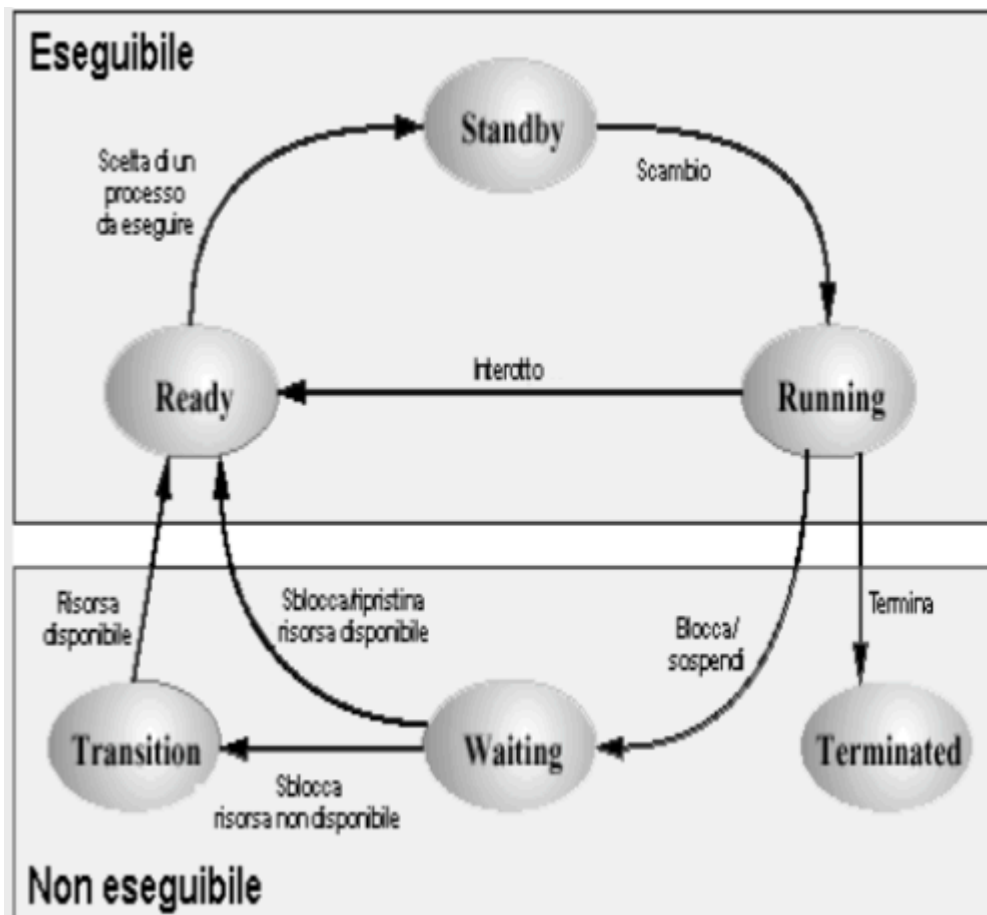 Eseguibile
Standby
Scelta di un
processo
da eseguire
Scambio
Interotto
Ready
Running
Risorsa
disponibile
Sblocca/ripristina
risorsa disponibile
Blocca/
sospendi
Termina
Transition
Waiting
Terminated
Sblocca
risorsa non disponibile
Non eseguibile